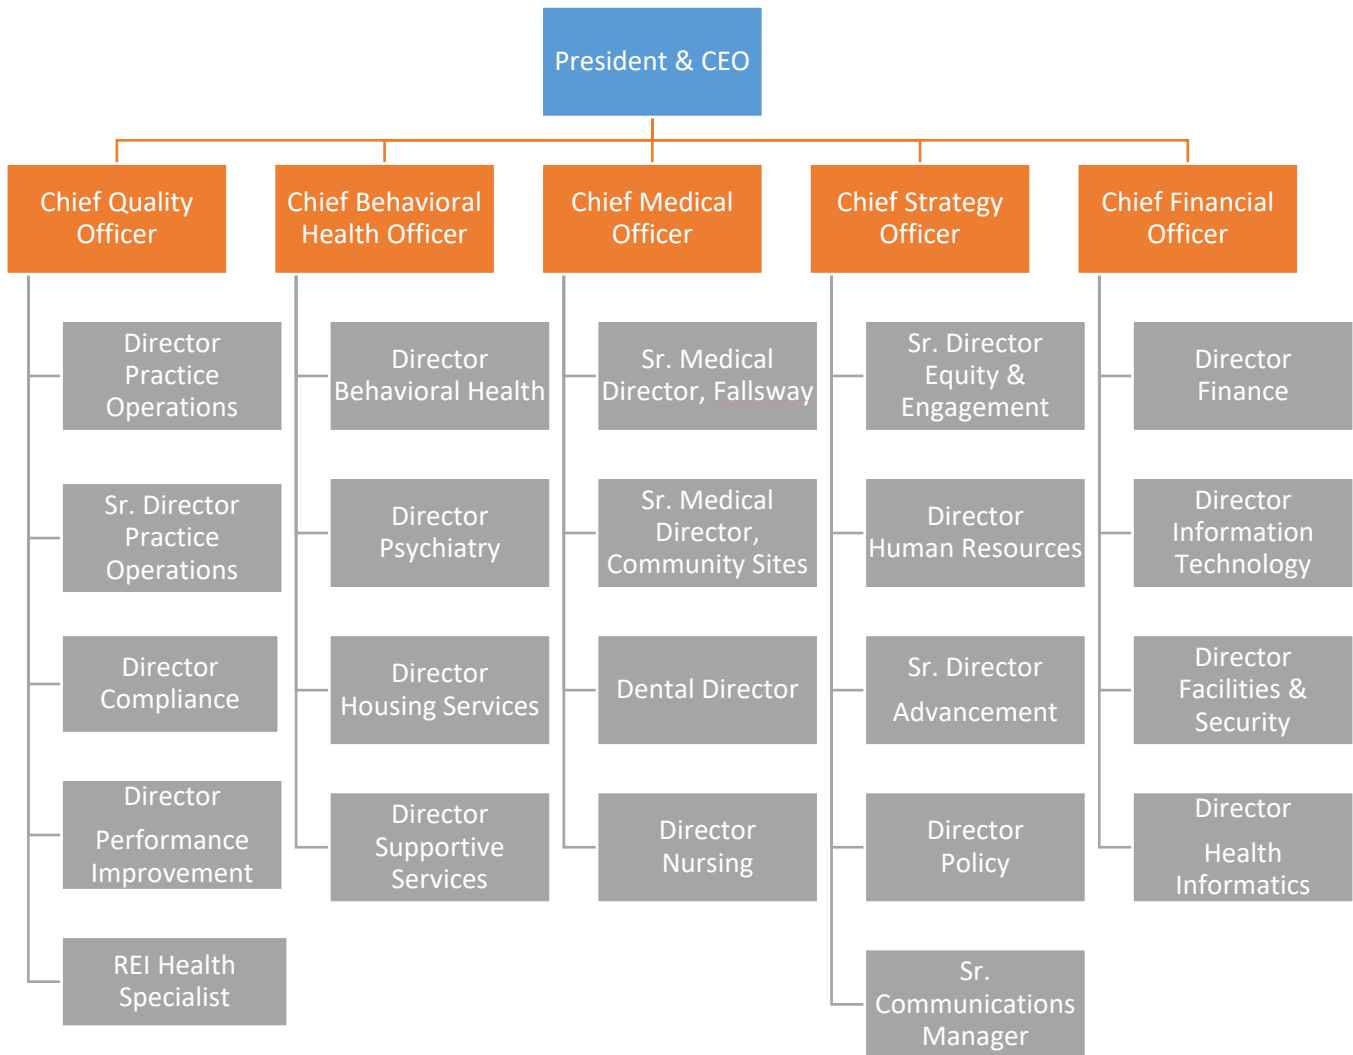 President & CEO
Chief Quality
Officer
Chief Behavioral
Health Officer
Chief Medical
Officer
Chief Strategy
Officer
Chief Financial
Officer
Director
Practice
Operations
Sr. Director
Practice
Operations
Director
Compliance
Director
Performance
Improvement
REI Health
Specialist
Director
Behavioral Health
Director
Psychiatry
Director
Housing Services
Director
Supportive
Services
Sr. Medical
Director, Fallsway
Sr. Medical
Director,
Community Sites
Dental Director
Director
Nursing
Sr. Director
Equity &
Engagement
Director
Human Resources
Sr. Director
Advancement
Director
Policy
Sr.
Communications
Manager
Director
Finance
Director
Information
Technology
Director
Facilities &
Security
Director
Health
Informatics